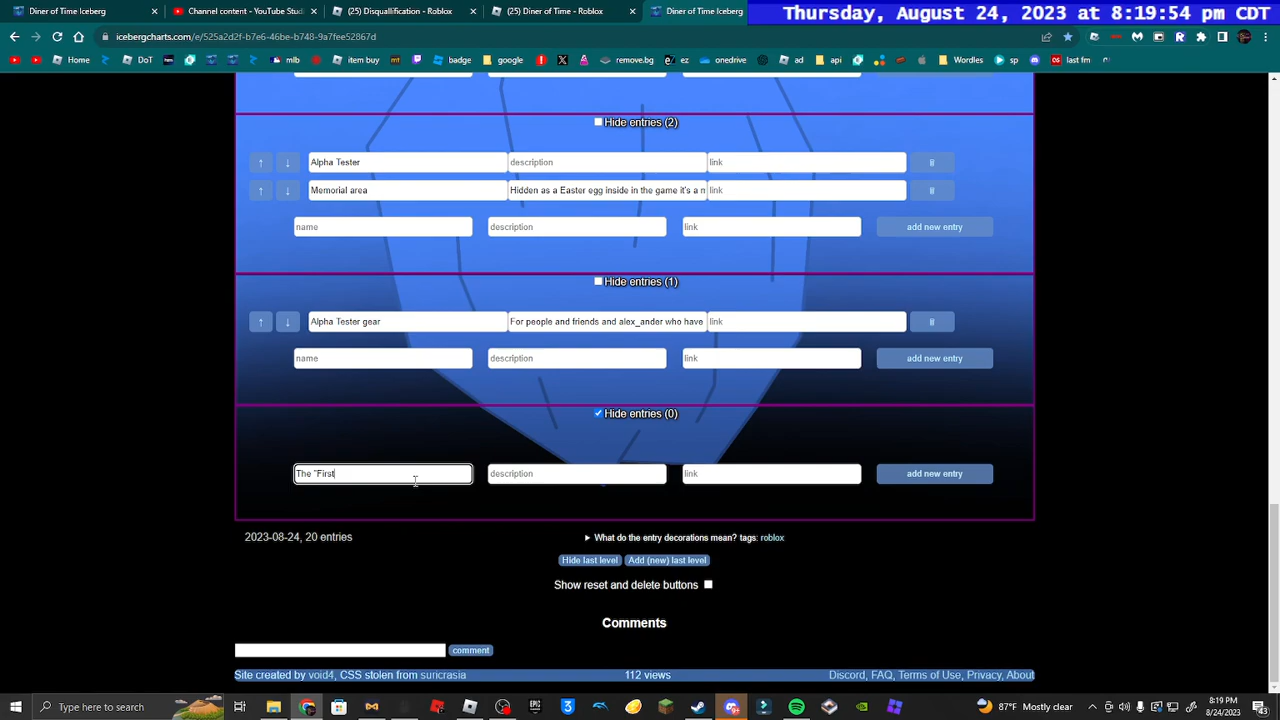 Diner of Time Iceberg
Channel content - YouTube Studi
(25) Disqualification - Roblox
(25) Diner of Time - Roblox
Diner of Time Iceberg
Thursday, August 24, 2023 at 8:19:54 pm CDT
icebergcharts.com/e/525a2d2f-b7e6-46be-b748-9a7fee52867d
Home DoT mlb item buy badge google remove.bg ez onedrive ad api Wordles sp last fm
Hide entries (2)
↑ ↓ Alpha Tester description link
↑ ↓ Memorial area Hidden as a Easter egg inside in the game it's a m link
name description link add new entry
Hide entries (1)
↑ ↓ Alpha Tester gear For people and friends and alex_ander who have link
name description link add new entry
Hide entries (0)
The "First description link add new entry
2023-08-24, 20 entries
► What do the entry decorations mean? tags: roblox
Hide last level Add (new) last level
Show reset and delete buttons
Comments
comment
Site created by void4, CSS stolen from suricrasia 112 views Discord, FAQ, Terms of Use, Privacy, About
Type here to search
87°F Mostly clear
8:19 PM
8/24/2023